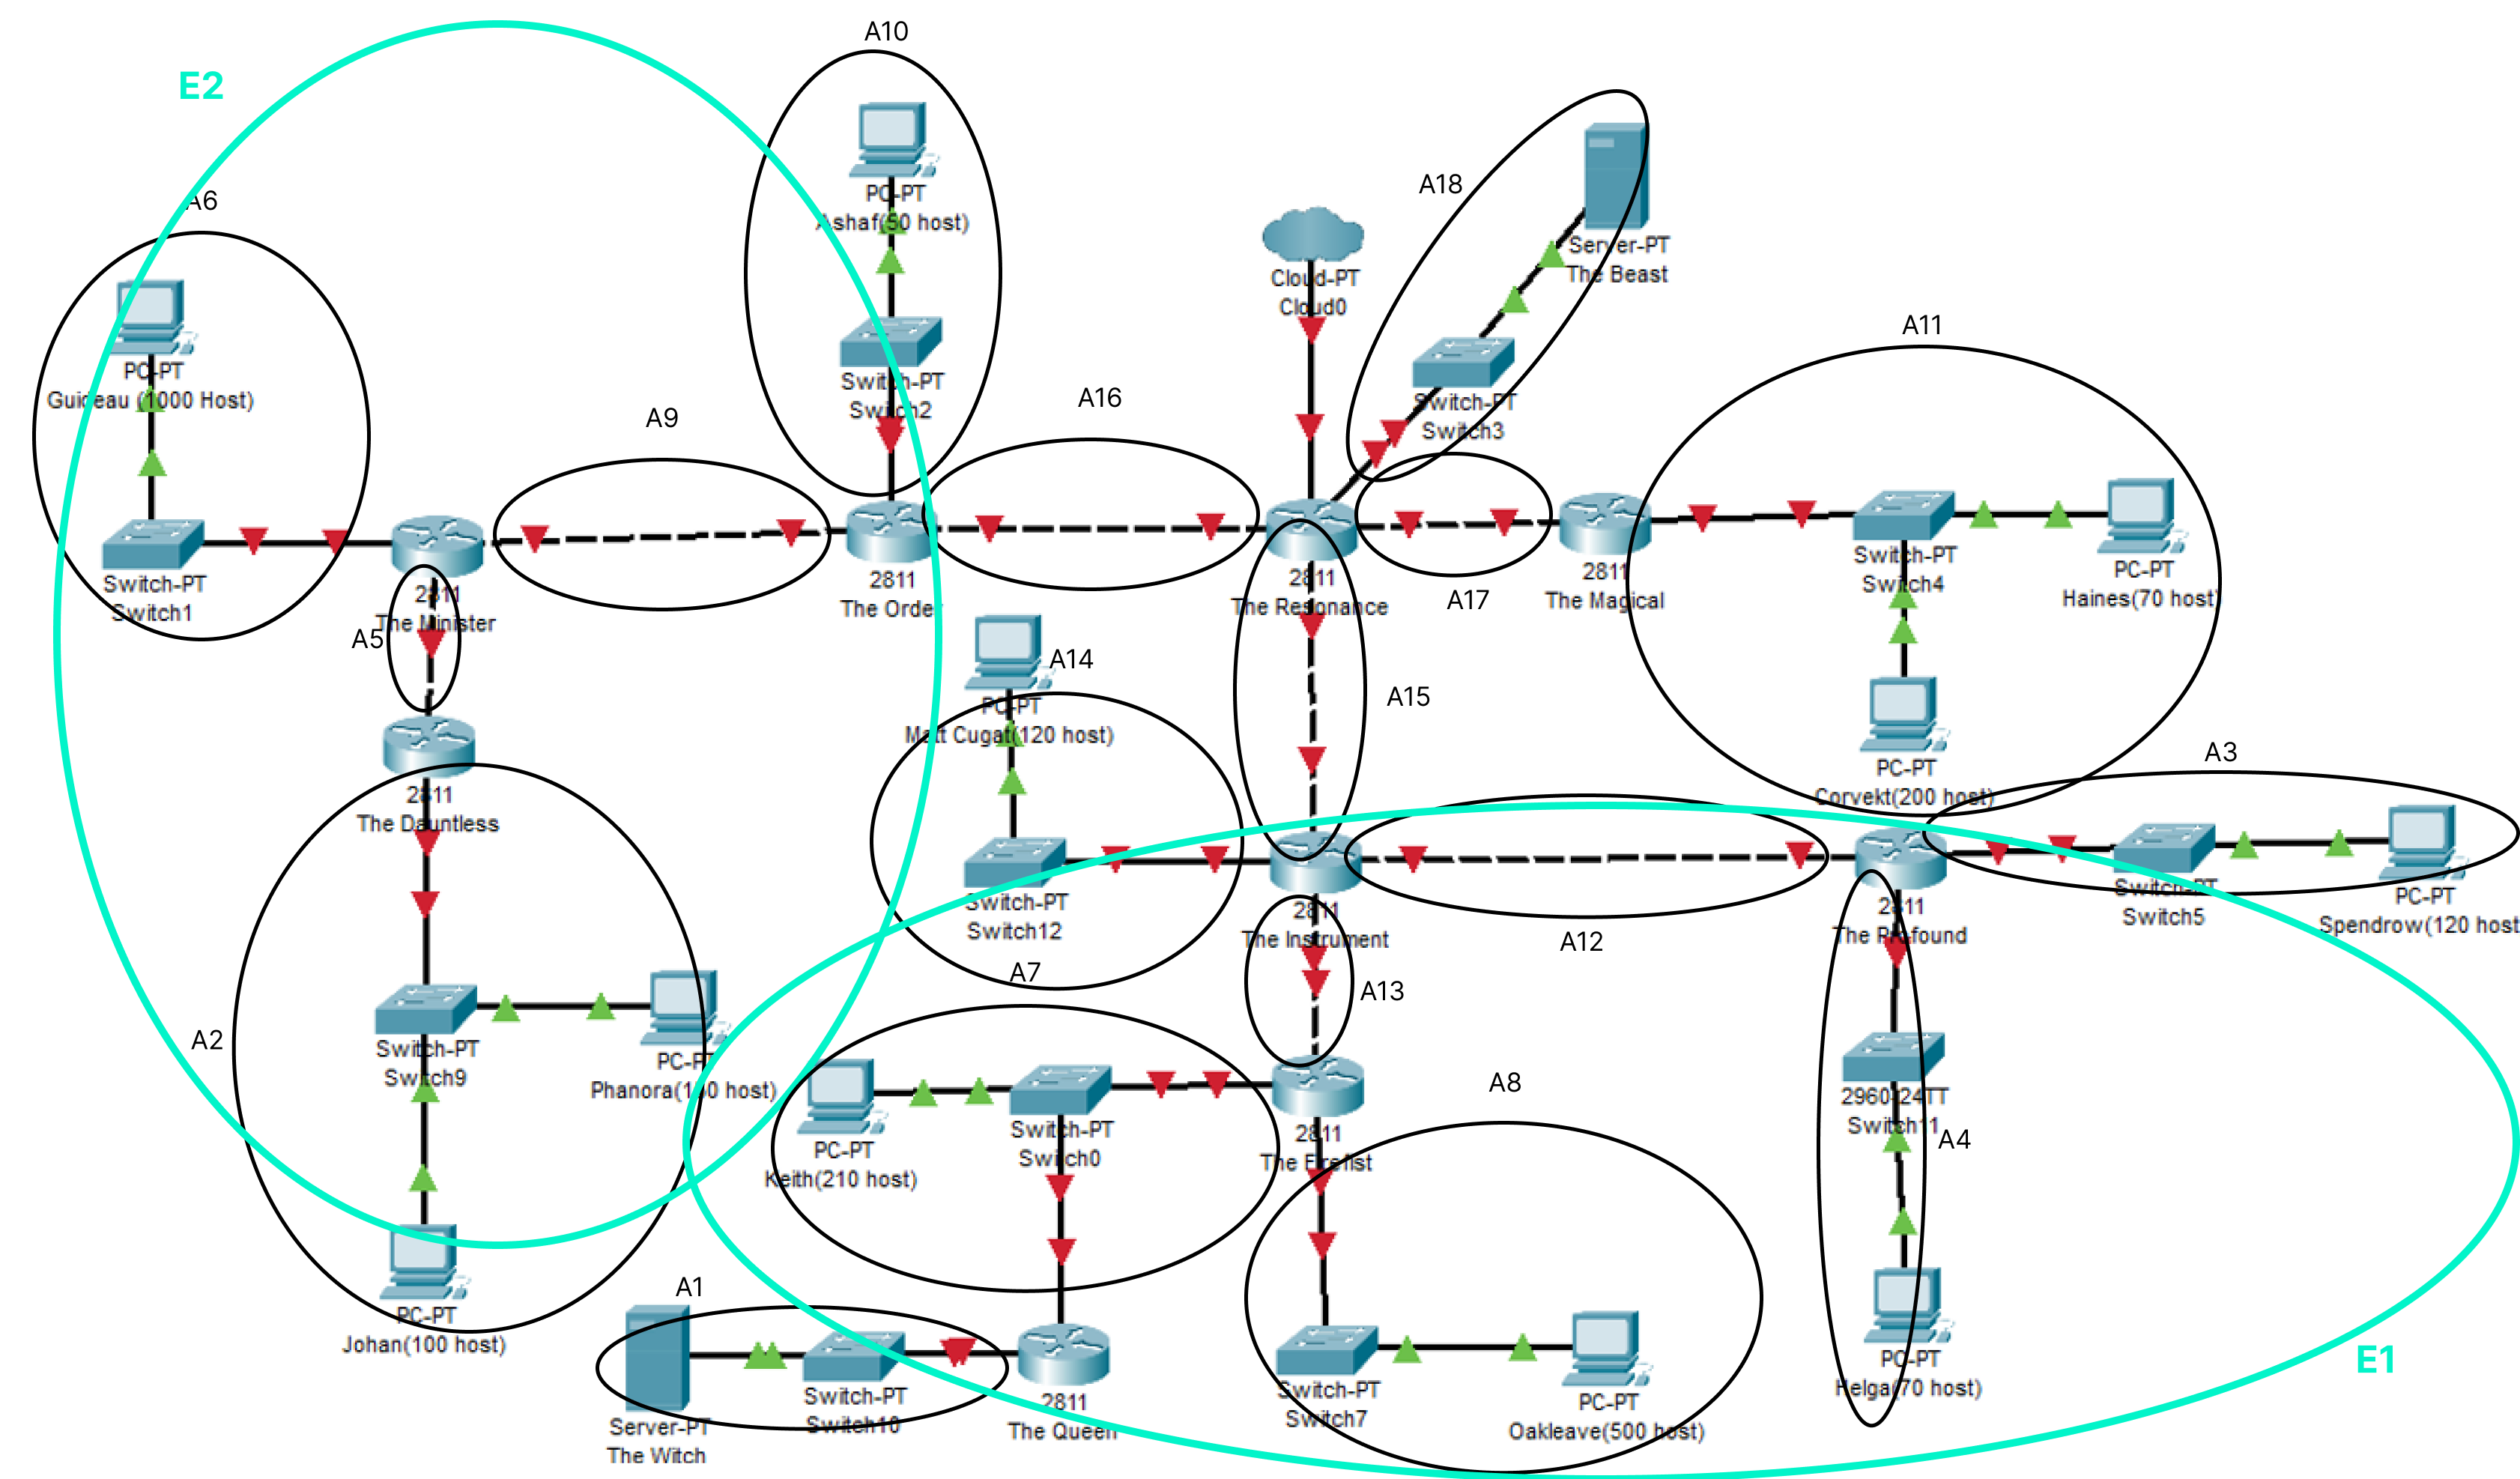 A10
E2
PC-PT
Ashaf(50 host)
A18
Server-PT
The Beast
Cloud-PT
Cloud0
A6
A11
PC-PT
Guideau (1000 Host)
Switch-PT
Switch2
A9
A16
Switch-PT
Switch3
Switch-PT
Switch1
2811
The Minister
A5
2811
The Order
2811
The Resonance
A17
2811
The Magical
Switch-PT
Switch4
PC-PT
Haines(70 host)
A14
PC-PT
Matt Cugat(120 host)
A15
PC-PT
Corvekt(200 host)
A3
2811
The Dauntless
Switch-PT
Switch12
2811
The Instrument
A12
2811
The Profound
Switch-PT
Switch5
PC-PT
Spendrow(120 host
A7
A13
A2
Switch-PT
Switch9
PC-PT
Phanora( host)
PC-PT
Keith(210 host)
Switch-PT
Switch0
2811
The Firefist
A8
2960-24TT
Switch11
A4
PC-PT
Johan(100 host)
A1
Server-PT
The Witch
Switch-PT
Switch10
2811
The Queen
Switch-PT
Switch7
PC-PT
Oakleave(500 host)
PC-PT
Helga(70 host)
E1